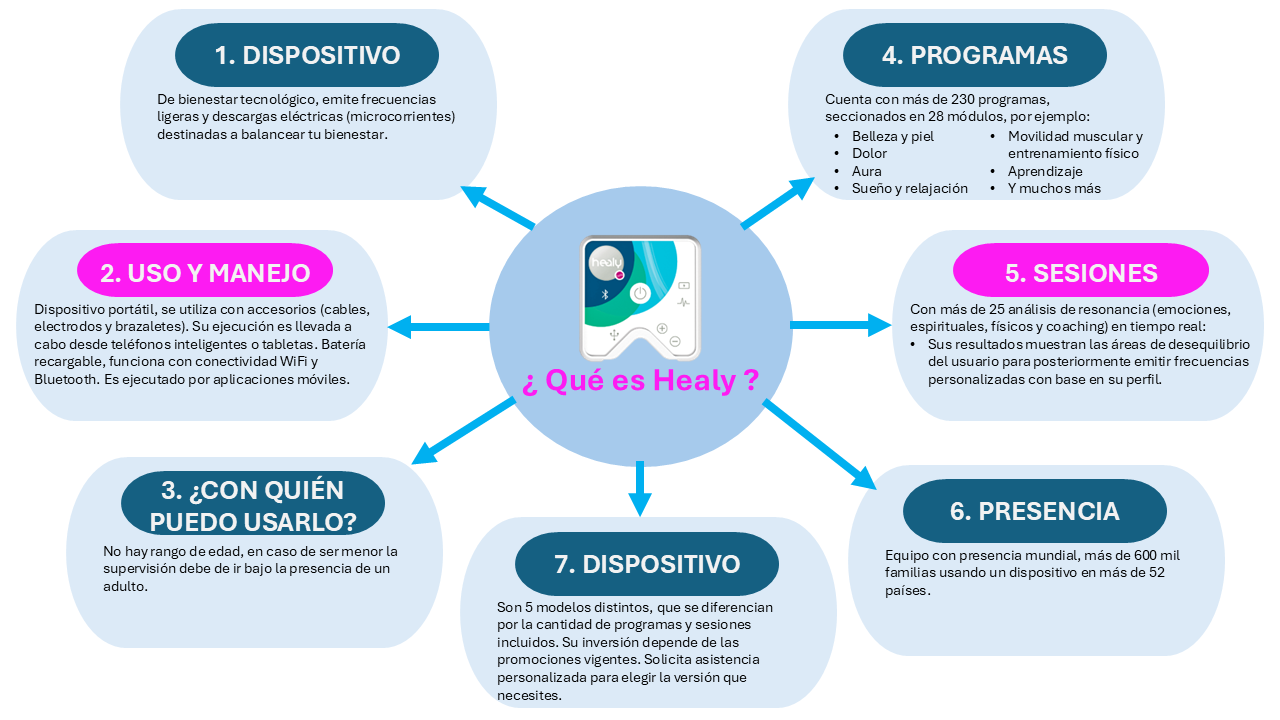 1. DISPOSITIVO
De bienestar tecnológico, emite frecuencias
ligeras y descargas eléctricas (microcorrientes)
destinadas a balancear tu bienestar.
2. USO Y MANEJO
Dispositivo portátil, se utiliza con accesorios (cables,
electrodos y brazaletes). Su ejecución es llevada a
cabo desde teléfonos inteligentes o tabletas. Batería
recargable, funciona con conectividad WiFi y
Bluetooth. Es ejecutado por aplicaciones móviles.
3. ¿CON QUIÉN
PUEDO USARLO?
No hay rango de edad, en caso de ser menor la
supervisión debe de ir bajo la presencia de un
adulto.
healy
¿ Qué es Healy ?
4. PROGRAMAS
Cuenta con más de 230 programas,
seccionados en 28 módulos, por ejemplo:
• Belleza y piel
• Dolor
• Aura
• Sueño y relajación
• Movilidad muscular y
entrenamiento físico
• Aprendizaje
• Y muchos más
5. SESIONES
Con más de 25 análisis de resonancia (emociones,
espirituales, físicos y coaching) en tiempo real:
• Sus resultados muestran las áreas de desequilibrio
del usuario para posteriormente emitir frecuencias
personalizadas con base en su perfil.
6. PRESENCIA
Equipo con presencia mundial, más de 600 mil
familias usando un dispositivo en más de 52
países.
7. DISPOSITIVO
Son 5 modelos distintos, que se diferencian
por la cantidad de programas y sesiones
incluidos. Su inversión depende de las
promociones vigentes. Solicita asistencia
personalizada para elegir la versión que
necesites.